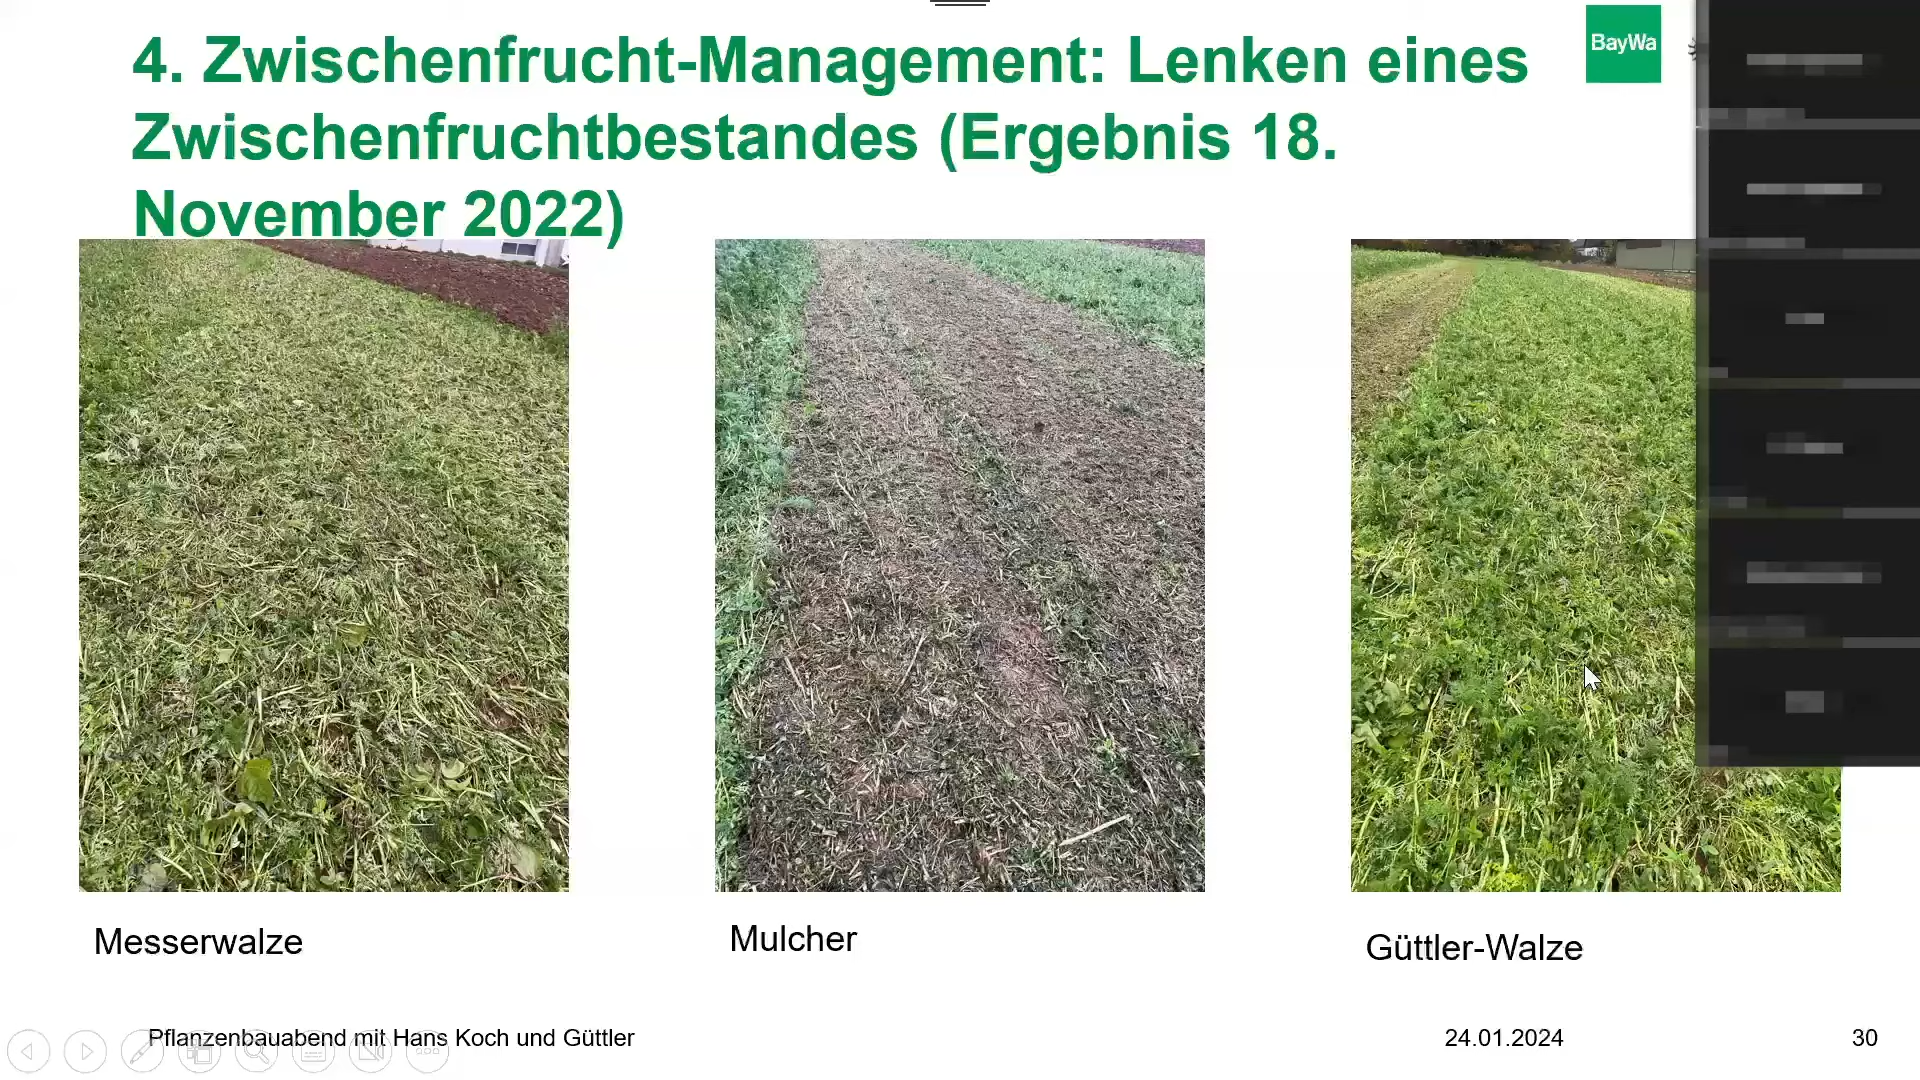 4. Zwischenfrucht-Management: Lenken eines
Zwischenfruchtbestandes (Ergebnis 18.
November 2022)
BayWa
Messerwalze
Mulcher
Güttler-Walze
Pflanzenbauabend mit Hans Koch und Güttler
24.01.2024
30